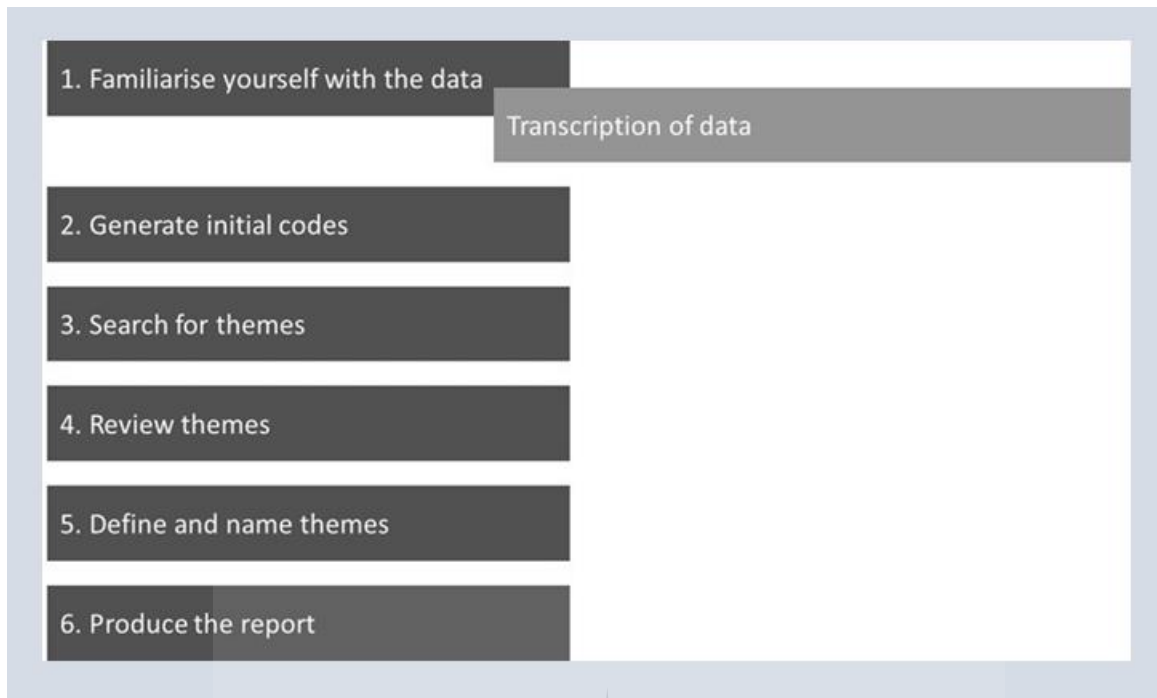 1. Familiarise yourself with the data
Transcription of data
2. Generate initial codes
3. Search for themes
4. Review themes
5. Define and name themes
6. Produce the report